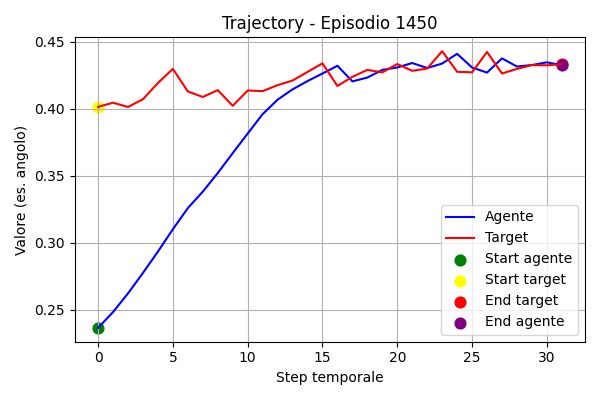 Trajectory - Episodio 1450
Valore (es. angolo)
0.45
0.40
0.35
0.30
0.25
0
5
10
15
20
25
30
Step temporale
Agente
Target
Start agente
Start target
End target
End agente